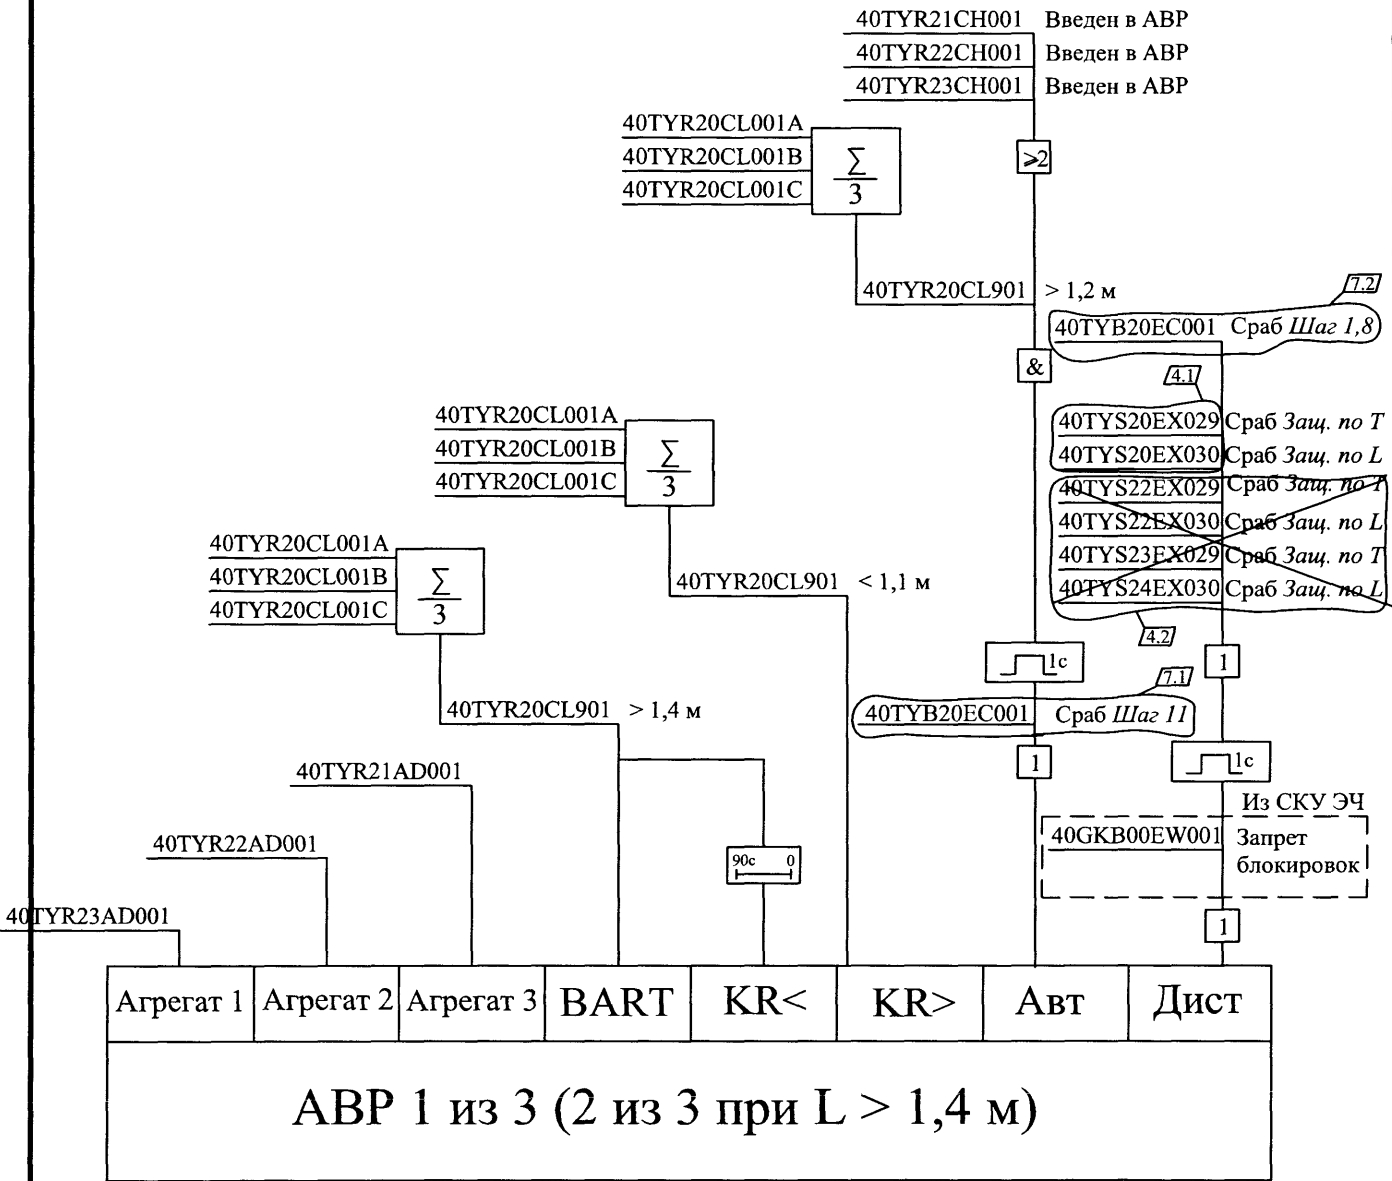 40TYR21CH001 Введен в АВР
40TYR22CH001 Введен в АВР
40TYR23CH001 Введен в АВР
≥2
40TYR20CL001A
40TYR20CL001B
40TYR20CL001C
∑
3
40TYR20CL901 > 1,2 м
7.2
40TYB20EC001 Сраб Шаг 1,8
&
4.1
40TYS20EX029 Сраб Защ. по T
40TYS20EX030 Сраб Защ. по L
40TYS22EX029 Сраб Защ. по T
40TYS22EX030 Сраб Защ. по L
40TYS23EX029 Сраб Защ. по T
40TYS24EX030 Сраб Защ. по L
4.2
40TYR20CL001A
40TYR20CL001B
40TYR20CL001C
∑
3
40TYR20CL901 < 1,1 м
40TYR20CL001A
40TYR20CL001B
40TYR20CL001C
∑
3
40TYR20CL901 > 1,4 м
1с
1
7.1
40TYB20EC001 Сраб Шаг 11
1
1с
Из СКУ ЭЧ
40GKB00EW001 Запрет
блокировок
1
40TYR21AD001
40TYR22AD001
40TYR23AD001
90с 0
Агрегат 1 Агрегат 2 Агрегат 3 BART KR< KR> Авт Дист
АВР 1 из 3 (2 из 3 при L > 1,4 м)